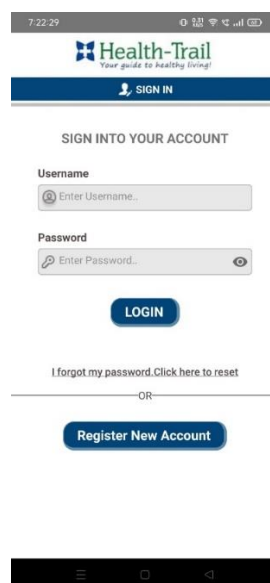 7:22:29
Health-Trail
Your guide to healthy living!
SIGN IN
SIGN INTO YOUR ACCOUNT
Username
Enter Username..
Password
Enter Password..
LOGIN
I forgot my password.Click here to reset
OR
Register New Account